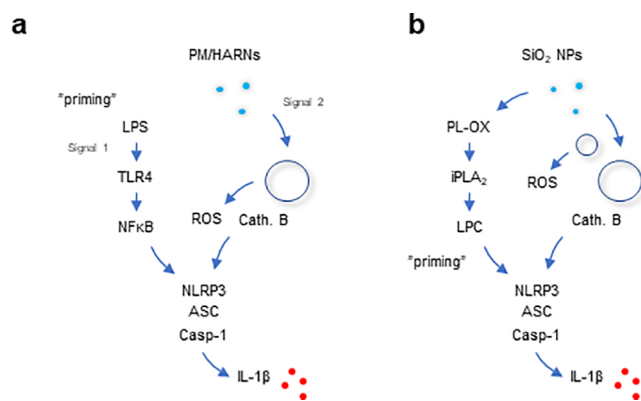 a
PM/HARNs
"priming"
Signal 2
LPS
Signal 1
TLR4
NFκB
ROS
Cath. B
NLRP3
ASC
Casp-1
IL-1β
b
SiO₂ NPs
PL-OX
iPLA₂
ROS
LPC
Cath. B
"priming"
NLRP3
ASC
Casp-1
IL-1β